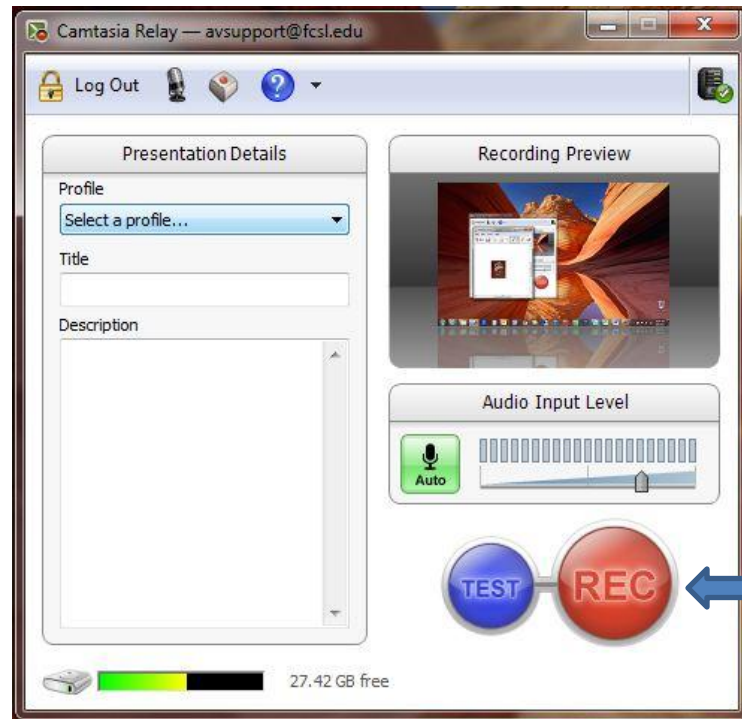 Camtasia Relay — avsupport@fcsl.edu
Log Out
Presentation Details
Profile
Select a profile...
Title
Description
Recording Preview
Audio Input Level
Auto
TEST
REC
27.42 GB free